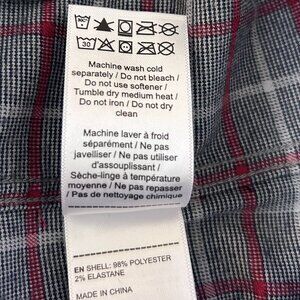 30
Machine wash cold
separately / Do not bleach /
Do not use softener /
Tumble dry medium heat /
Do not iron / Do not dry
clean
Machine laver à froid
séparément / Ne pas
javelliser / Ne pas utiliser
d'assouplissant /
Sèche-linge à température
moyenne / Ne pas repasser
/ Pas de nettoyage chimique
EN SHELL: 98% POLYESTER
2% ELASTANE
MADE IN CHINA